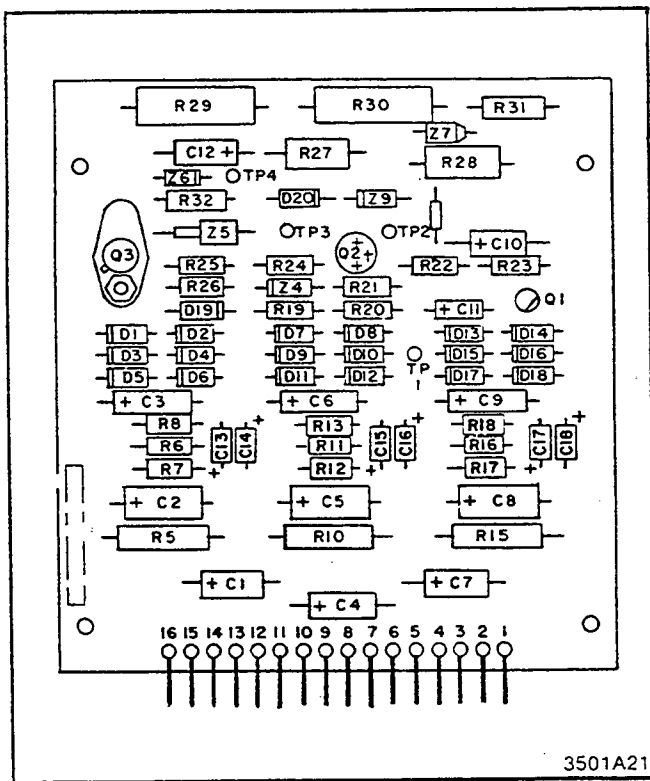 R29 R30 R31
Z7
C12 + R27 R28
Z6 TP4
R32 D20 Z9
Z5 TP3 TP2 + C10
Q3 Q2 + + +
R25 R24 R22 R23
R26 Z4 R21 Q1
D19 R19 R20 + C11
D1 D2 D7 D8 D13 D14
D3 D4 D9 D10 TP 1 D15 D16
D5 D6 D11 D12 D17 D18
+ C3 + C6 + C9
R8 + R13 + R18 +
R6 C13 C14 R11 C15 C16 R16 C17 C18
R7 + R12 + R17 +
+ C2 + C5 + C8
R5 R10 R15
+ C1 + C7
+ C4
16 15 14 13 12 11 10 9 8 7 6 5 4 3 2 1
3501A21